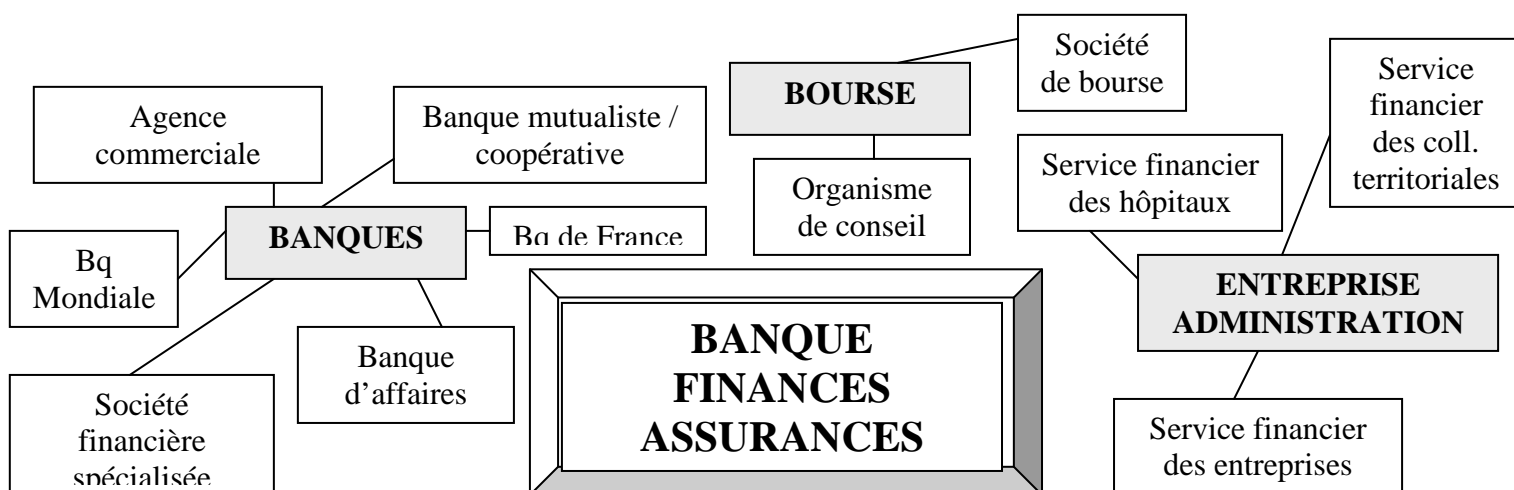 Société
de bourse
BOURSE
Service
financier
des coll.
territoriales
Agence
commerciale
Banque mutualiste /
coopérative
Service financier
des hôpitaux
Organisme
de conseil
BANQUES
Bq de France
Bq
Mondiale
ENTREPRISE
ADMINISTRATION
Banque
d’affaires
BANQUE
FINANCES
ASSURANCES
Société
financière
spécialisée
Service financier
des entreprises